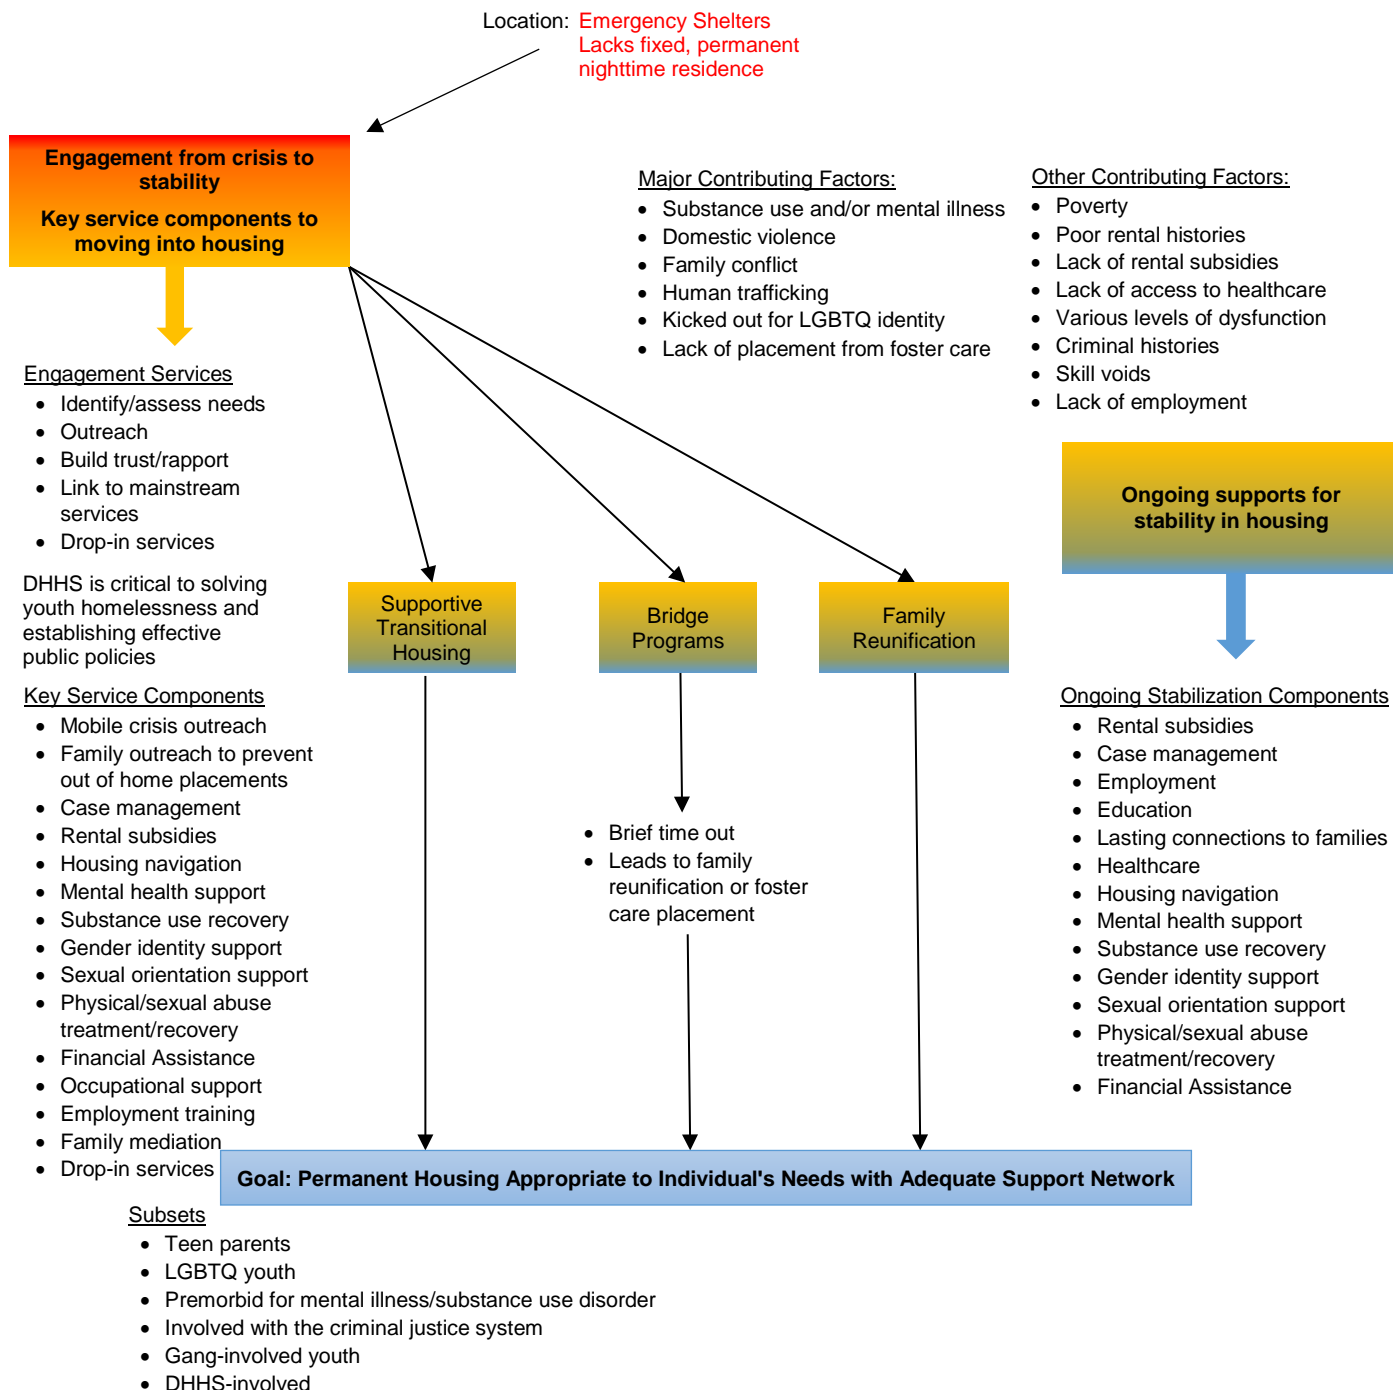 Location: Emergency Shelters
Lacks fixed, permanent
nighttime residence
Engagement from crisis to
stability
Key service components to
moving into housing
Major Contributing Factors:
• Substance use and/or mental illness
• Domestic violence
• Family conflict
• Human trafficking
• Kicked out for LGBTQ identity
• Lack of placement from foster care
Other Contributing Factors:
• Poverty
• Poor rental histories
• Lack of rental subsidies
• Lack of access to healthcare
• Various levels of dysfunction
• Criminal histories
• Skill voids
• Lack of employment
Engagement Services
• Identify/assess needs
• Outreach
• Build trust/rapport
• Link to mainstream
services
• Drop-in services
DHHS is critical to solving
youth homelessness and
establishing effective
public policies
Ongoing supports for
stability in housing
Supportive
Transitional
Housing
Bridge
Programs
Family
Reunification
Key Service Components
• Mobile crisis outreach
• Family outreach to prevent
out of home placements
• Case management
• Rental subsidies
• Housing navigation
• Mental health support
• Substance use recovery
• Gender identity support
• Sexual orientation support
• Physical/sexual abuse
treatment/recovery
• Financial Assistance
• Occupational support
• Employment training
• Family mediation
• Drop-in services
• Brief time out
• Leads to family
reunification or foster
care placement
Ongoing Stabilization Components
• Rental subsidies
• Case management
• Employment
• Education
• Lasting connections to families
• Healthcare
• Housing navigation
• Mental health support
• Substance use recovery
• Gender identity support
• Sexual orientation support
• Physical/sexual abuse
treatment/recovery
• Financial Assistance
Goal: Permanent Housing Appropriate to Individual's Needs with Adequate Support Network
Subsets
• Teen parents
• LGBTQ youth
• Premorbid for mental illness/substance use disorder
• Involved with the criminal justice system
• Gang-involved youth
• DHHS-involved